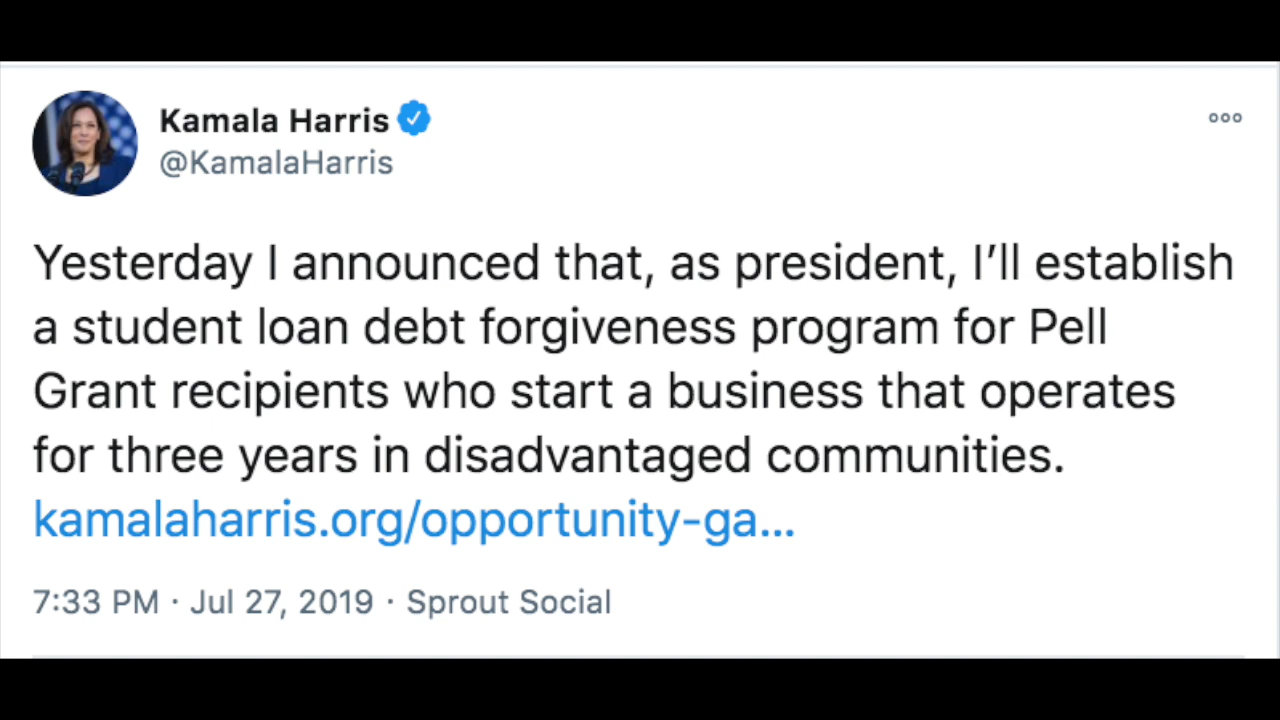 Kamala Harris
@KamalaHarris
Yesterday I announced that, as president, I’ll establish
a student loan debt forgiveness program for Pell
Grant recipients who start a business that operates
for three years in disadvantaged communities.
kamalaharris.org/opportunity-ga...
7:33 PM · Jul 27, 2019 · Sprout Social